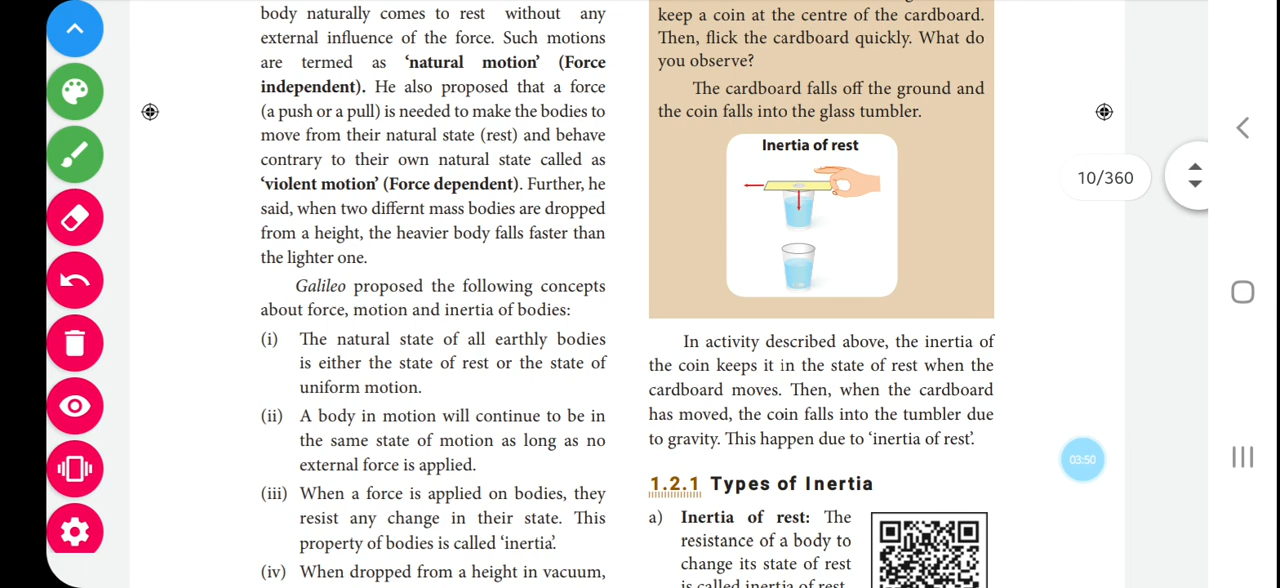 body naturally comes to rest without any
external influence of the force. Such motions
are termed as ‘natural motion’ (Force
independent). He also proposed that a force
(a push or a pull) is needed to make the bodies to
move from their natural state (rest) and behave
contrary to their own natural state called as
‘violent motion’ (Force dependent). Further, he
said, when two differnt mass bodies are dropped
from a height, the heavier body falls faster than
the lighter one.
Galileo proposed the following concepts
about force, motion and inertia of bodies:
(i) The natural state of all earthly bodies
is either the state of rest or the state of
uniform motion.
(ii) A body in motion will continue to be in
the same state of motion as long as no
external force is applied.
(iii) When a force is applied on bodies, they
resist any change in their state. This
property of bodies is called ‘inertia’.
(iv) When dropped from a height in vacuum,
keep a coin at the centre of the cardboard.
Then, flick the cardboard quickly. What do
you observe?
The cardboard falls off the ground and
the coin falls into the glass tumbler.
Inertia of rest
In activity described above, the inertia of
the coin keeps it in the state of rest when the
cardboard moves. Then, when the cardboard
has moved, the coin falls into the tumbler due
to gravity. This happen due to ‘inertia of rest’.
1.2.1 Types of Inertia
a) Inertia of rest: The
resistance of a body to
change its state of rest
is called inertia of rest.
10/360
03:50